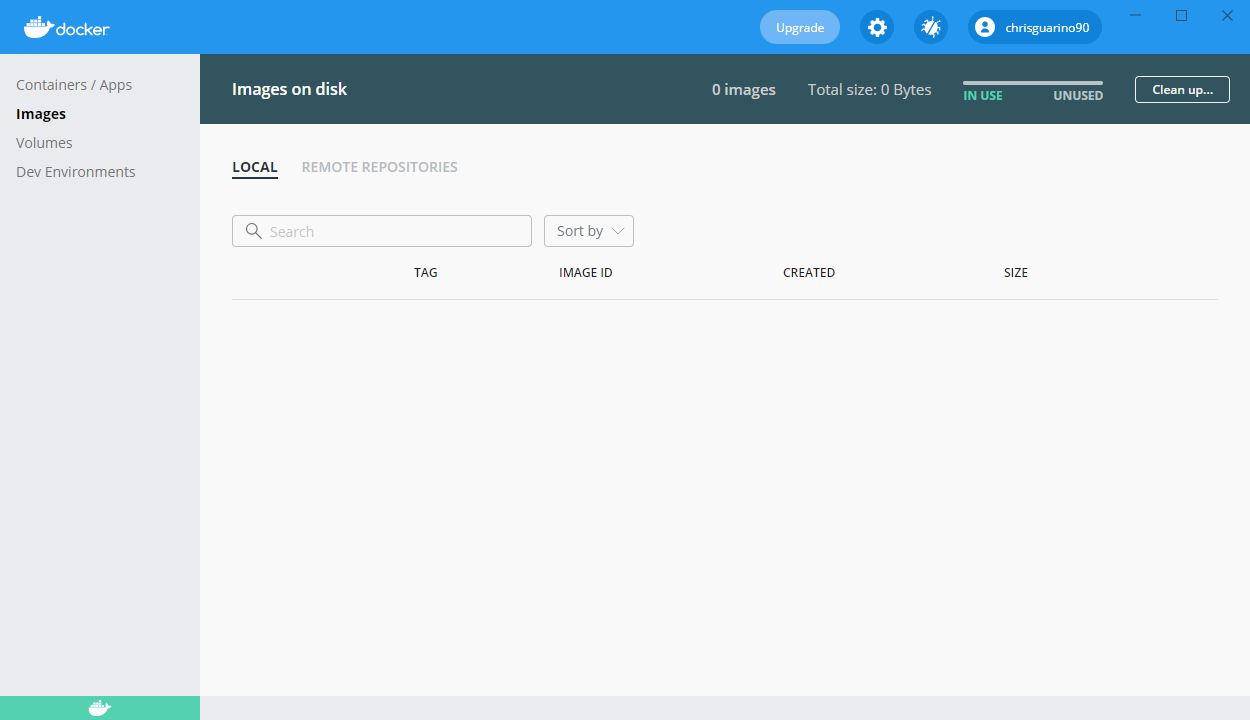 docker
Upgrade
chrisguarino90
Containers / Apps
Images
Volumes
Dev Environments
Images on disk
0 images
Total size: 0 Bytes
IN USE
UNUSED
Clean up...
LOCAL
REMOTE REPOSITORIES
Search
Sort by
TAG
IMAGE ID
CREATED
SIZE